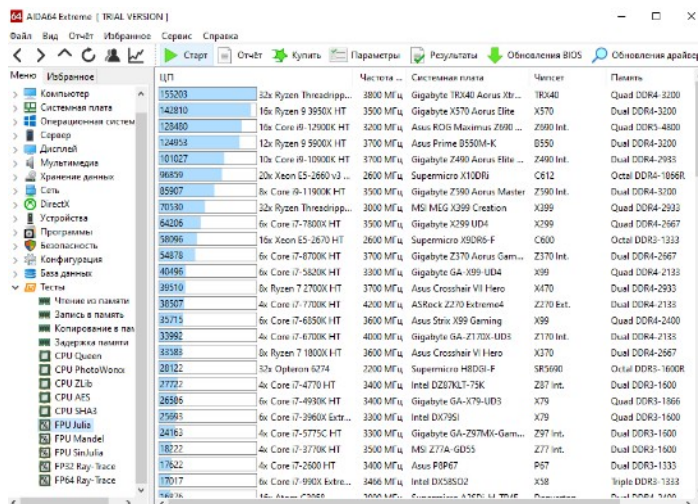 AIDA64 Extreme [ TRIAL VERSION ]
Файл Вид Отчёт Избранное Сервис Справка
Старт Отчёт Купить Параметры Результаты Обновления BIOS Обновления драйвер
Меню Избранное
ЦП Частота ... Системная плата Чипсет Память
Компьютер
Системная плата
Операционная систем
Сервер
Дисплей
Мультимедиа
Хранение данных
Сеть
DirectX
Устройства
Программы
Безопасность
Конфигурация
База данных
Тесты
Чтение из памяти
Запись в память
Копирование в пам
Задержка памяти
CPU Queen
CPU PhotoWorxx
CPU ZLib
CPU AES
CPU SHA3
FPU Julia
FPU Mandel
FPU SinJulia
FP32 Ray-Trace
FP64 Ray-Trace
155203 32x Ryzen Threadripp... 3800 МГц Gigabyte TRX40 Aorus Xtr... TRX40 Quad DDR4-3200
142810 16x Ryzen 9 3950X HT 3500 МГц Gigabyte X570 Aorus Elite X570 Dual DDR4-3200
128480 16x Core i9-12900K HT 3200 МГц Asus ROG Maximus Z690 ... Z690 Int. Quad DDR5-4800
124953 12x Ryzen 9 5900X HT 3700 МГц Asus Prime B550M-K B550 Dual DDR4-3200
101027 10x Core i9-10900K HT 3700 МГц Gigabyte Z490 Aorus Elite ... Z490 Int. Dual DDR4-2933
96859 20x Xeon E5-2660 v3 ... 2600 МГц Supermicro X10DRi C612 Octal DDR4-1866R
85907 8x Core i9-11900K HT 3500 МГц Gigabyte Z590 Aorus Master Z590 Int. Dual DDR4-3200
70530 32x Ryzen Threadripp... 3000 МГц MSI MEG X399 Creation X399 Quad DDR4-2933
64206 6x Core i7-7800X HT 3500 МГц Gigabyte X299 UD4 X299 Quad DDR4-2667
58096 16x Xeon E5-2670 HT 2600 МГц Supermicro X9DR6-F C600 Octal DDR3-1333
54878 6x Core i7-8700K HT 3700 МГц Gigabyte Z370 Aorus Gam... Z370 Int. Dual DDR4-2667
40496 6x Core i7-5820K HT 3300 МГц Gigabyte GA-X99-UD4 X99 Quad DDR4-2133
39510 8x Ryzen 7 2700X HT 3700 МГц Asus Crosshair VII Hero X470 Dual DDR4-2933
38507 4x Core i7-7700K HT 4200 МГц ASRock Z270 Extreme4 Z270 Ext. Dual DDR4-2133
35715 6x Core i7-6850K HT 3600 МГц Asus Strix X99 Gaming X99 Quad DDR4-2400
33992 4x Core i7-6700K HT 4000 МГц Gigabyte GA-Z170X-UD3 Z170 Int. Dual DDR4-2133
33583 8x Ryzen 7 1800X HT 3600 МГц Asus Crosshair VI Hero X370 Dual DDR4-2667
28122 32x Opteron 6274 2200 МГц Supermicro H8DGI-F SR5690 Octal DDR3-1600R
27722 4x Core i7-4770 HT 3400 МГц Intel DZ87KLT-75K Z87 Int. Dual DDR3-1600
26506 6x Core i7-4930K HT 3400 МГц Gigabyte GA-X79-UD3 X79 Quad DDR3-1866
25693 6x Core i7-3960X Extr... 3300 МГц Intel DX79SI X79 Quad DDR3-1600
24163 4x Core i7-5775C HT 3300 МГц Gigabyte GA-Z97MX-Gam... Z97 Int. Dual DDR3-1600
18222 4x Core i7-3770K HT 3500 МГц MSI Z77A-GD55 Z77 Int. Dual DDR3-1600
17622 4x Core i7-2600 HT 3400 МГц Asus P8P67 P67 Dual DDR3-1333
17017 6x Core i7-990X Extre... 3466 МГц Intel DX58SO2 X58 Triple DDR3-1333